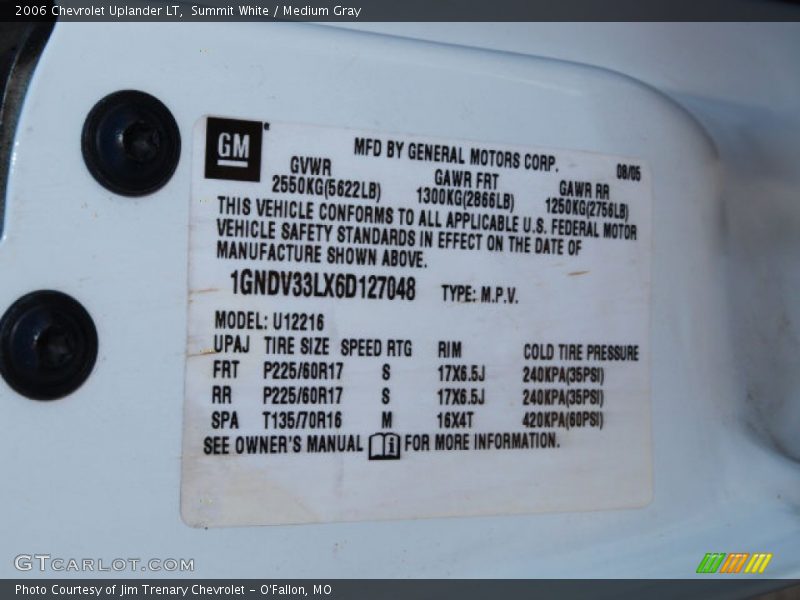 2006 Chevrolet Uplander LT, Summit White / Medium Gray
GM®
MFD BY GENERAL MOTORS CORP. 08/05
GVWR GAWR FRT GAWR RR
2550KG(5622LB) 1300KG(2866LB) 1250KG(2756LB)
THIS VEHICLE CONFORMS TO ALL APPLICABLE U.S. FEDERAL MOTOR
VEHICLE SAFETY STANDARDS IN EFFECT ON THE DATE OF
MANUFACTURE SHOWN ABOVE.
1GNDV33LX6D127048 TYPE: M.P.V.
MODEL: U12216
UPAJ TIRE SIZE SPEED RTG RIM COLD TIRE PRESSURE
FRT P225/60R17 S 17X6.5J 240KPA(35PSI)
RR P225/60R17 S 17X6.5J 240KPA(35PSI)
SPA T135/70R16 M 16X4T 420KPA(60PSI)
SEE OWNER'S MANUAL i FOR MORE INFORMATION.
GTCARLOT.COM
Photo Courtesy of Jim Trenary Chevrolet - O'Fallon, MO